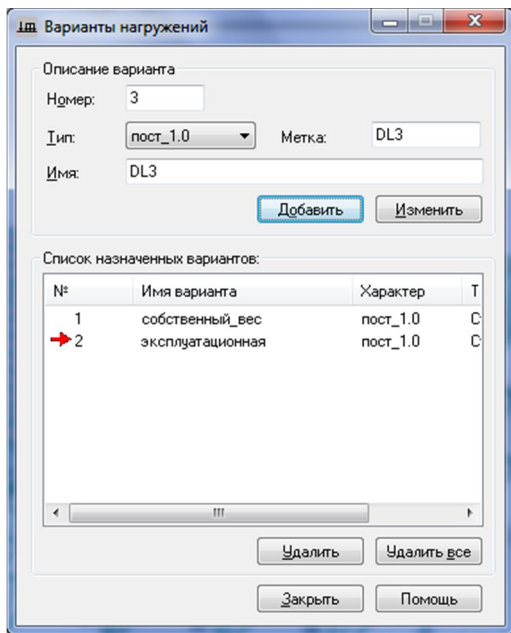 Варианты нагружений
Описание варианта
Номер: 3
Тип: пост_1.0 Метка: DL3
Имя: DL3
Добавить Изменить
Список назначенных вариантов:
№ Имя варианта Характер Т
1 собственный_вес пост_1.0 С
2 эксплуатационная пост_1.0 С
Удалить Удалить все
Закрыть Помощь